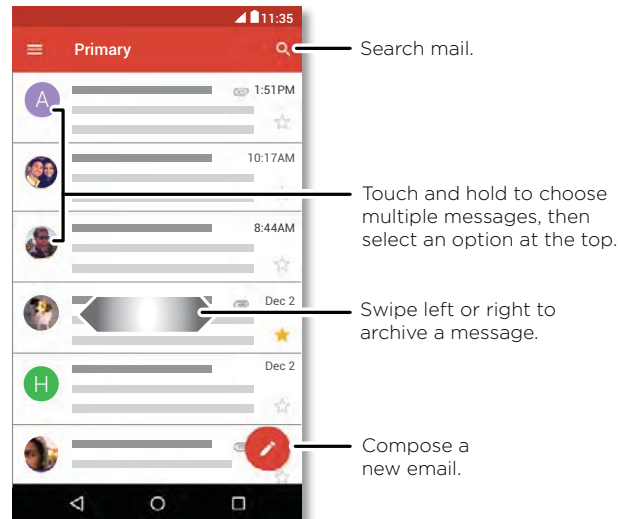 11:35
Primary
Search mail.
A
1:51PM
10:17AM
Touch and hold to choose
multiple messages, then
select an option at the top.
8:44AM
Dec 2
Swipe left or right to
archive a message.
Dec 2
H
Compose a
new email.